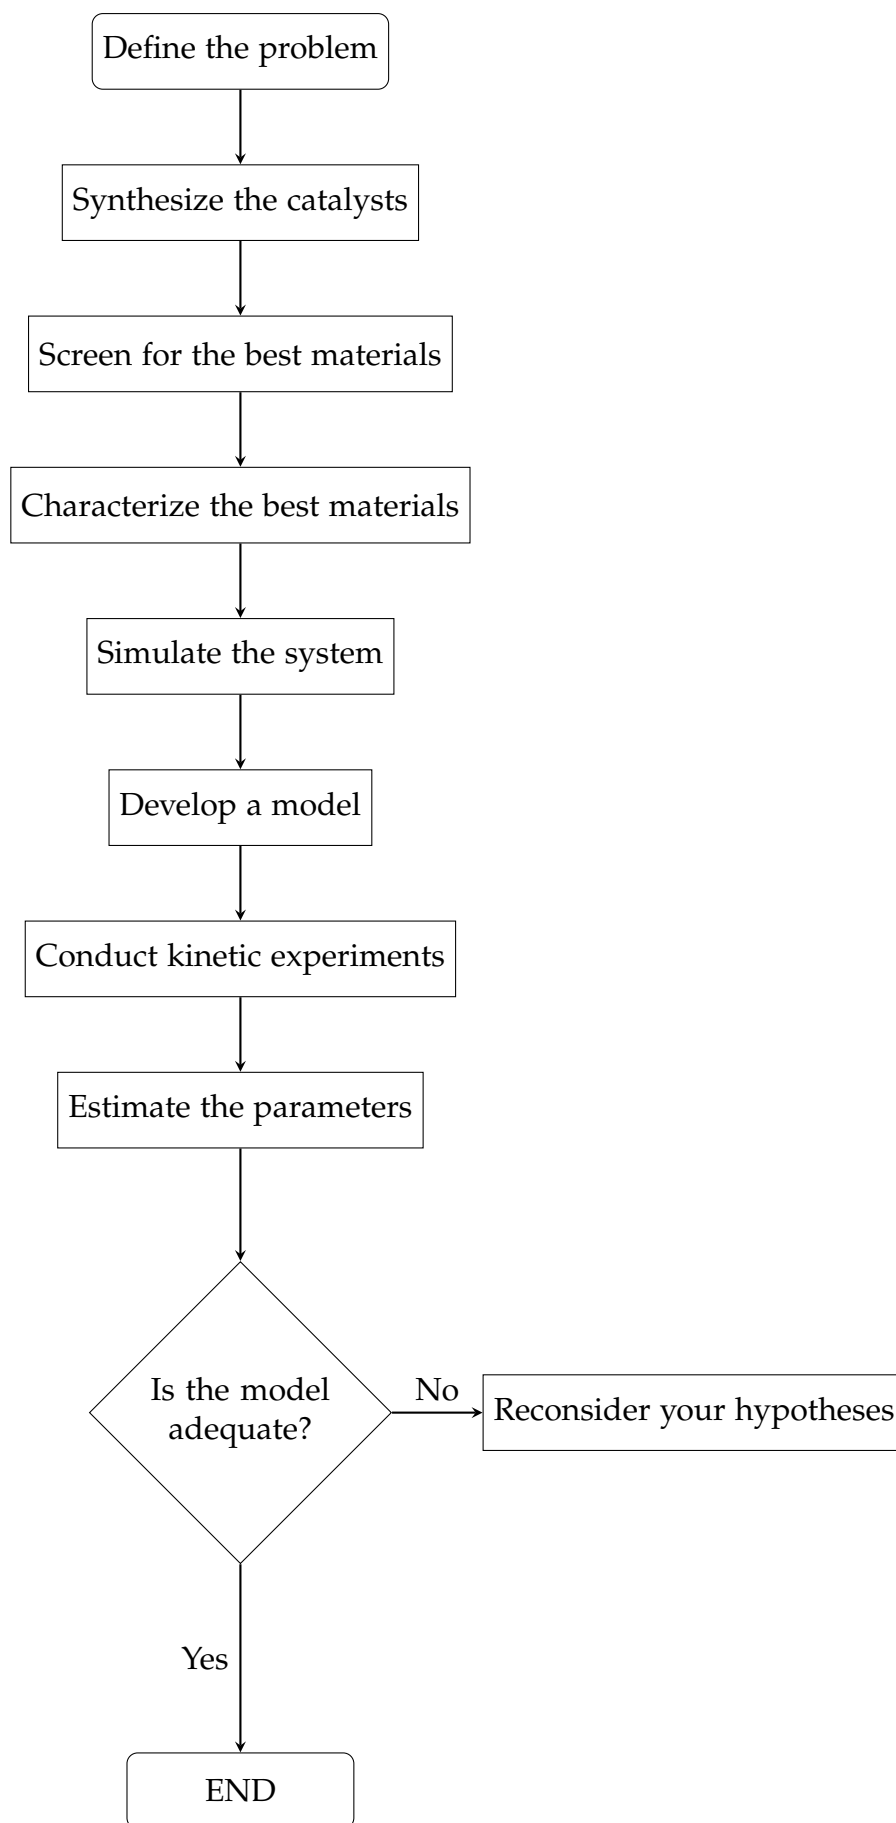 Define the problem
Synthesize the catalysts
Screen for the best materials
Characterize the best materials
Simulate the system
Develop a model
Conduct kinetic experiments
Estimate the parameters
Is the model
adequate?
No
Reconsider your hypotheses
Yes
END